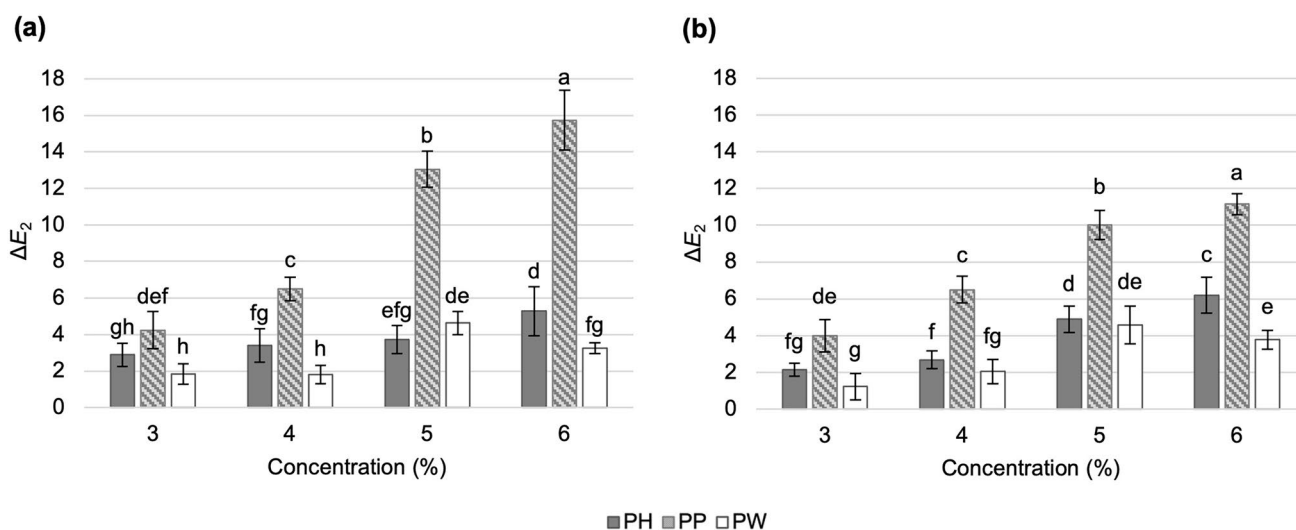 (a)
18
16
14
12
10
8
6
4
2
0
ΔE2
gh
def
h
fg
c
h
efg
b
de
d
a
fg
3
4
5
6
Concentration (%)
(b)
18
16
14
12
10
8
6
4
2
0
ΔE2
fg
de
g
f
c
fg
d
b
de
c
a
e
3
4
5
6
Concentration (%)
PH PP PW